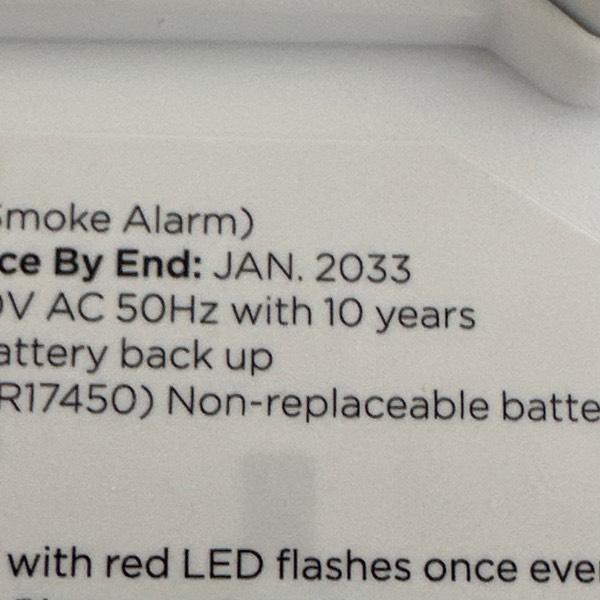 Smoke Alarm)
ce By End: JAN. 2033
V AC 50Hz with 10 years
attery back up
R17450) Non-replaceable batte
with red LED flashes once eve